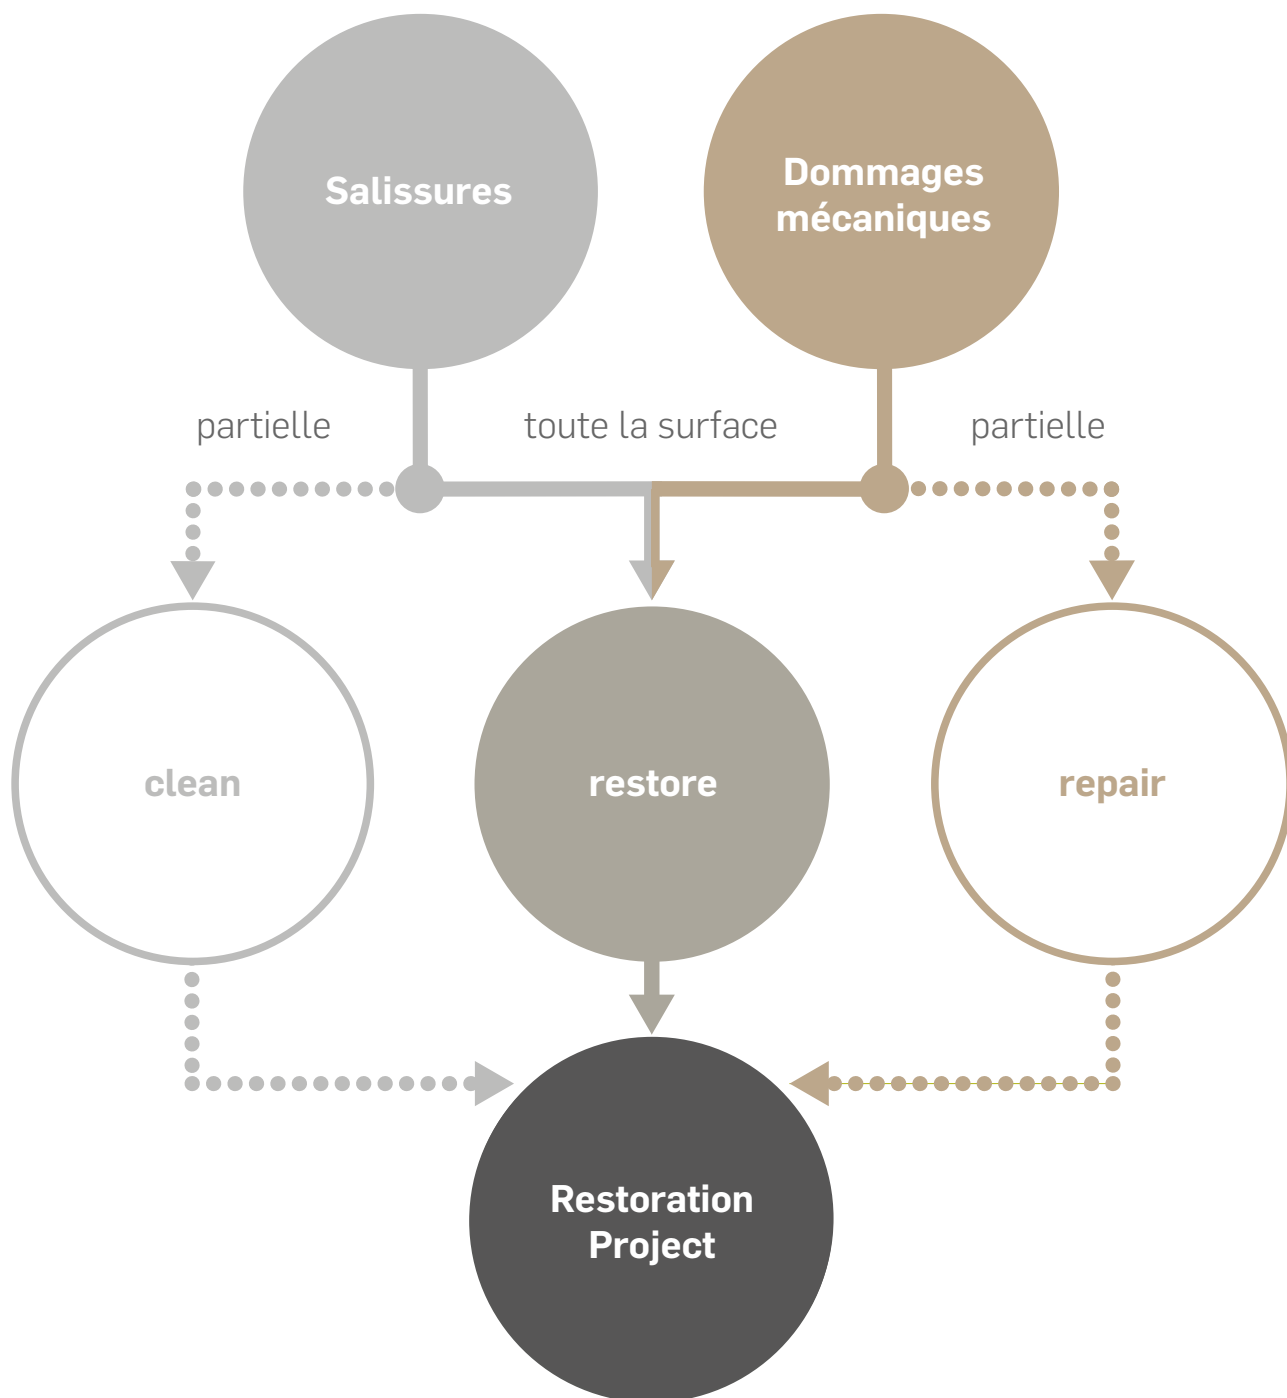 Salissures
Dommages
mécaniques
partielle
toute la surface
partielle
clean
restore
repair
Restoration
Project